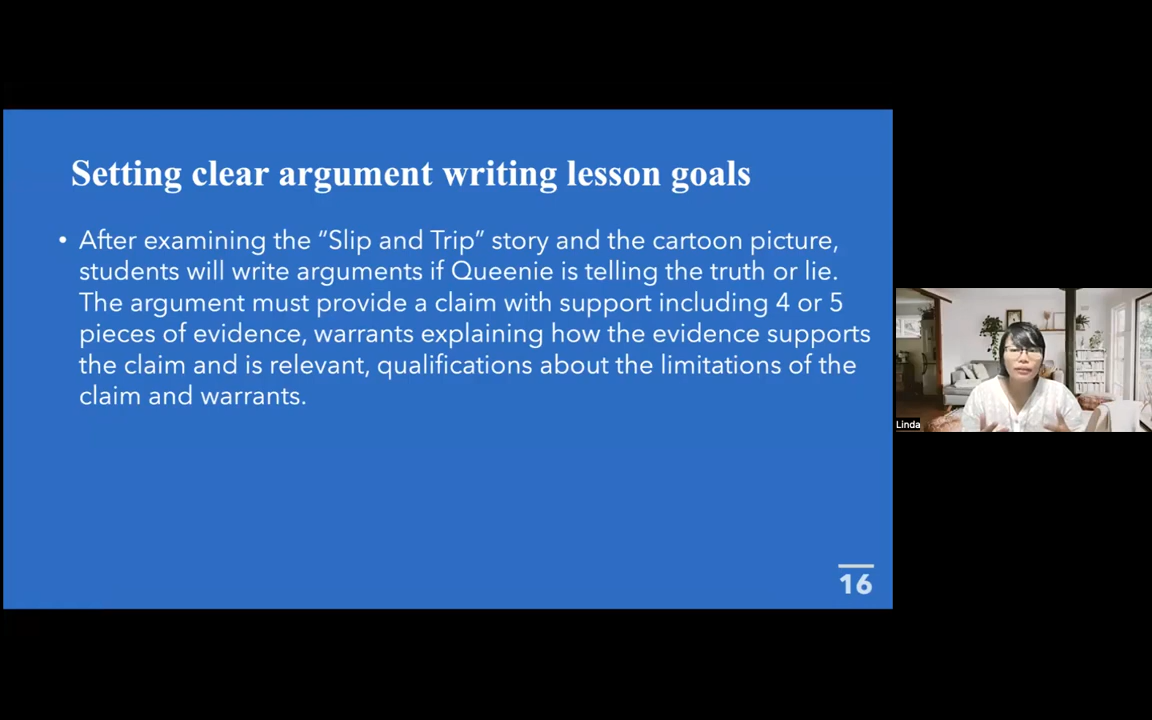 Setting clear argument writing lesson goals
• After examining the “Slip and Trip” story and the cartoon picture,
students will write arguments if Queenie is telling the truth or lie.
The argument must provide a claim with support including 4 or 5
pieces of evidence, warrants explaining how the evidence supports
the claim and is relevant, qualifications about the limitations of the
claim and warrants.
Linda
16